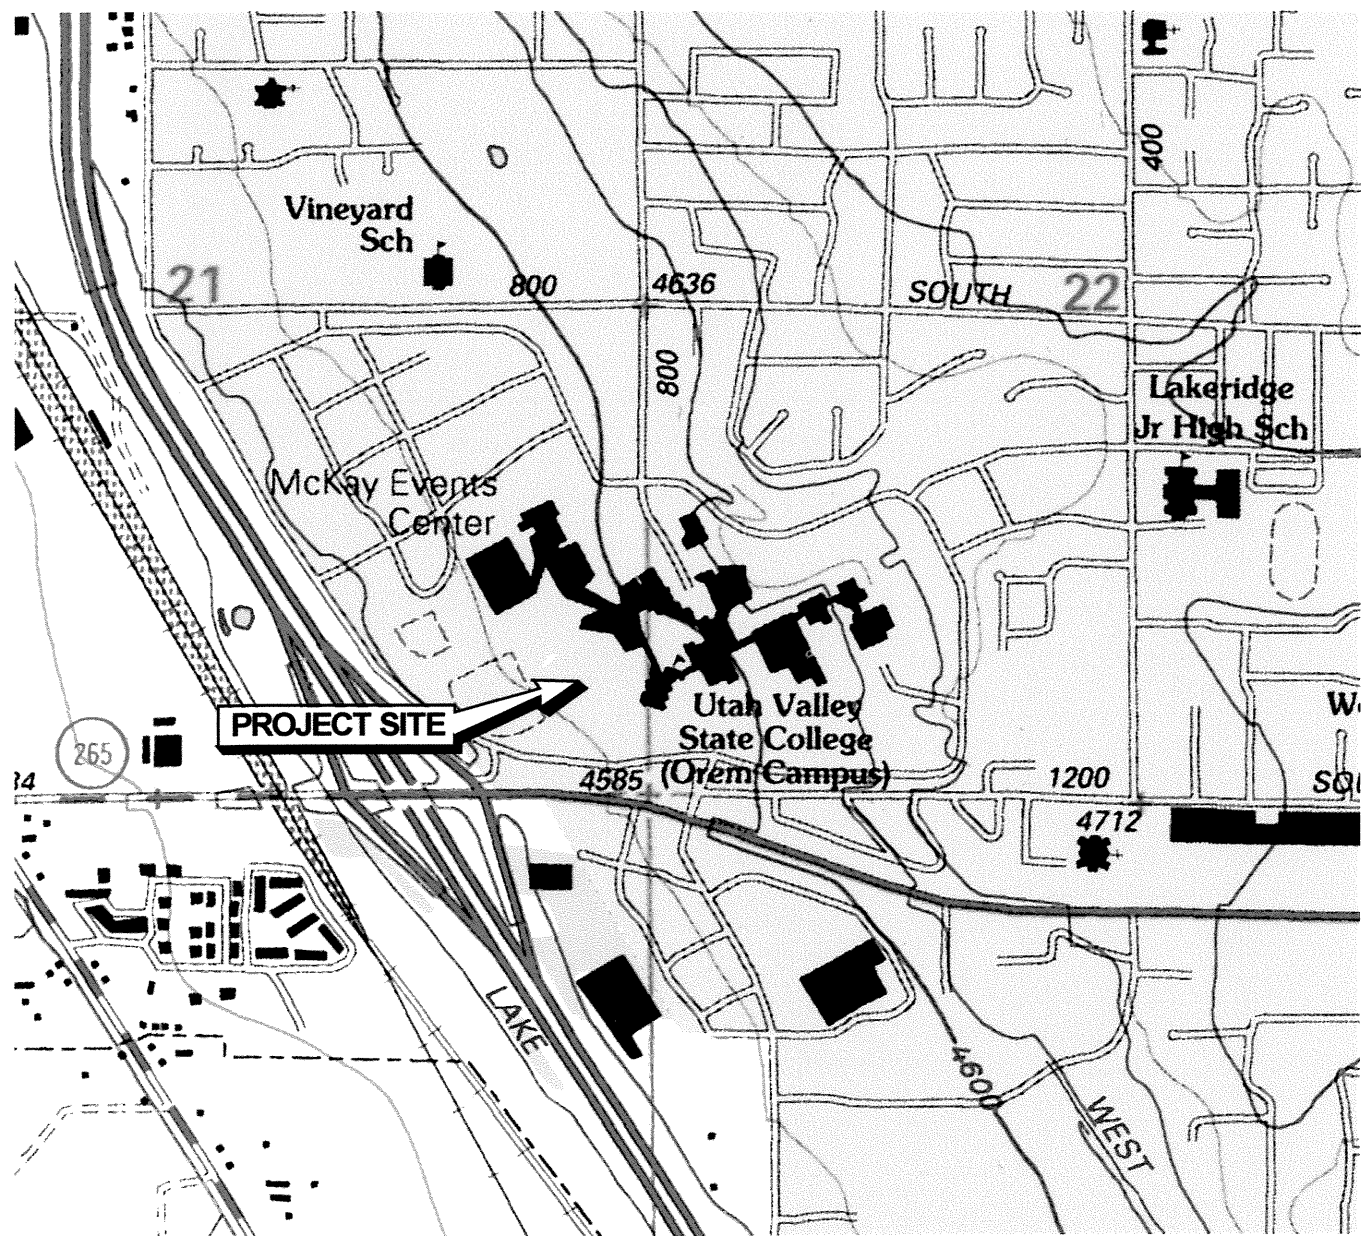 400
Vineyard
Sch
21
800
4636
SOUTH
22
800
Lakeridge
Jr High Sch
McKay Events
Center
PROJECT SITE
Utah Valley
State College
(Orem Campus)
265
4585
1200
4712
LAKE
4600
WEST